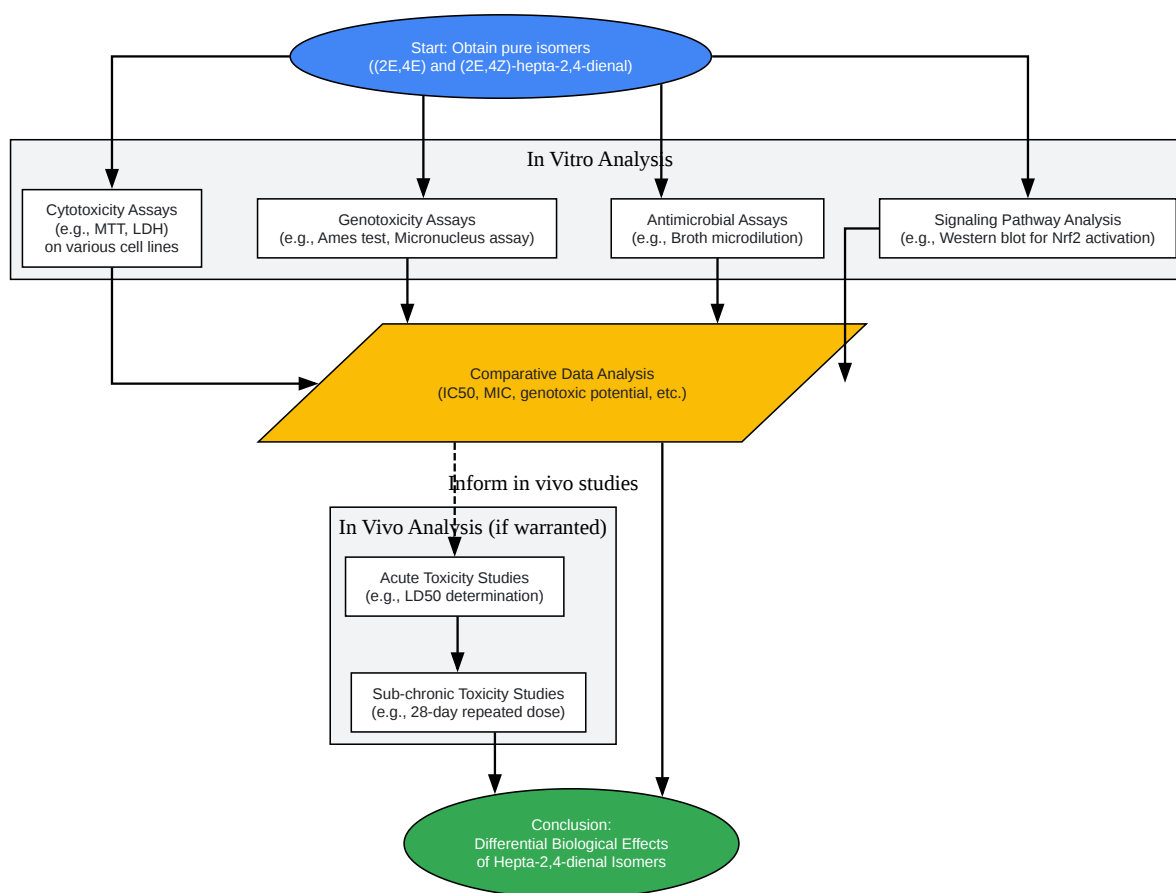 Start: Obtain pure isomers
((2E,4E) and (2E,4Z)-hepta-2,4-dienal)
In Vitro Analysis
Cytotoxicity Assays
(e.g., MTT, LDH)
on various cell lines
Genotoxicity Assays
(e.g., Ames test, Micronucleus assay)
Antimicrobial Assays
(e.g., Broth microdilution)
Signaling Pathway Analysis
(e.g., Western blot for Nrf2 activation)
Comparative Data Analysis
(IC50, MIC, genotoxic potential, etc.)
Inform in vivo studies
In Vivo Analysis (if warranted)
Acute Toxicity Studies
(e.g., LD50 determination)
Sub-chronic Toxicity Studies
(e.g., 28-day repeated dose)
Conclusion:
Differential Biological Effects
of Hepta-2,4-dienal Isomers